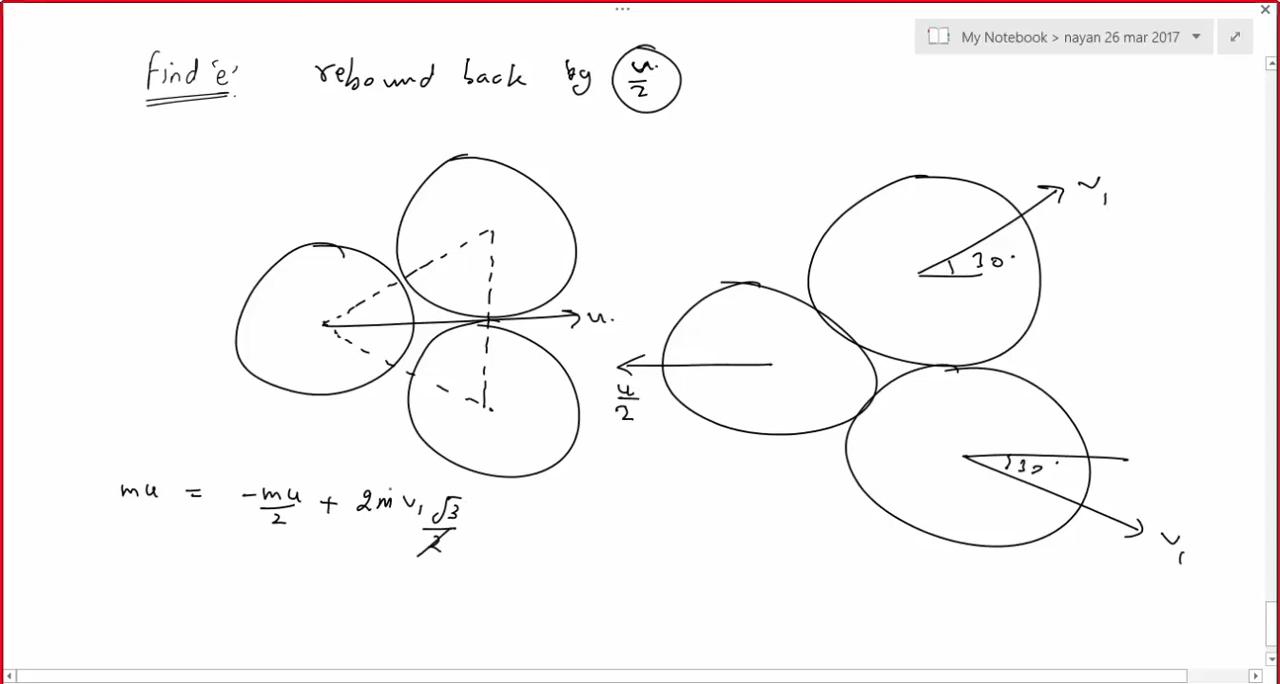 My Notebook > nayan 26 mar 2017
Find 'e' rebound back by u/2
v₁
30°
u.
u/2
30°
mu = -mu/2 + 2m v₁ √3/2
v₁